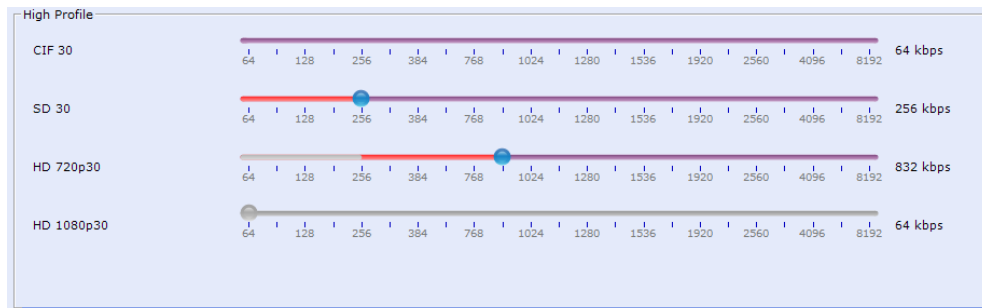 High Profile
CIF 30 64 kbps
64 128 256 384 768 1024 1280 1536 1920 2560 4096 8192
SD 30 256 kbps
64 128 256 384 768 1024 1280 1536 1920 2560 4096 8192
HD 720p30 832 kbps
64 128 256 384 768 1024 1280 1536 1920 2560 4096 8192
HD 1080p30 64 kbps
64 128 256 384 768 1024 1280 1536 1920 2560 4096 8192